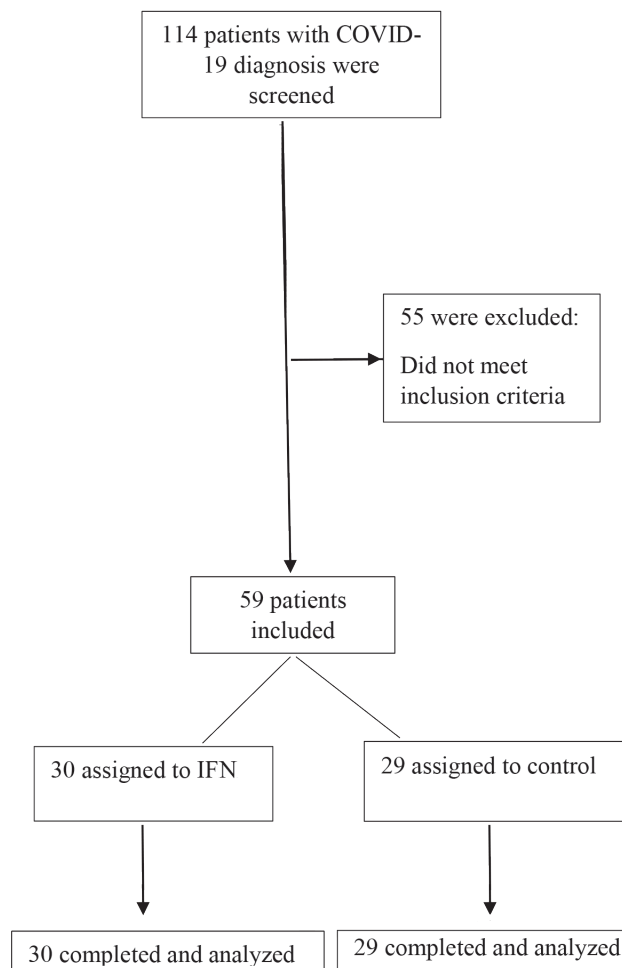 114 patients with COVID-
19 diagnosis were
screened
55 were excluded:
Did not meet
inclusion criteria
59 patients
included
30 assigned to IFN
29 assigned to control
30 completed and analyzed
29 completed and analyzed